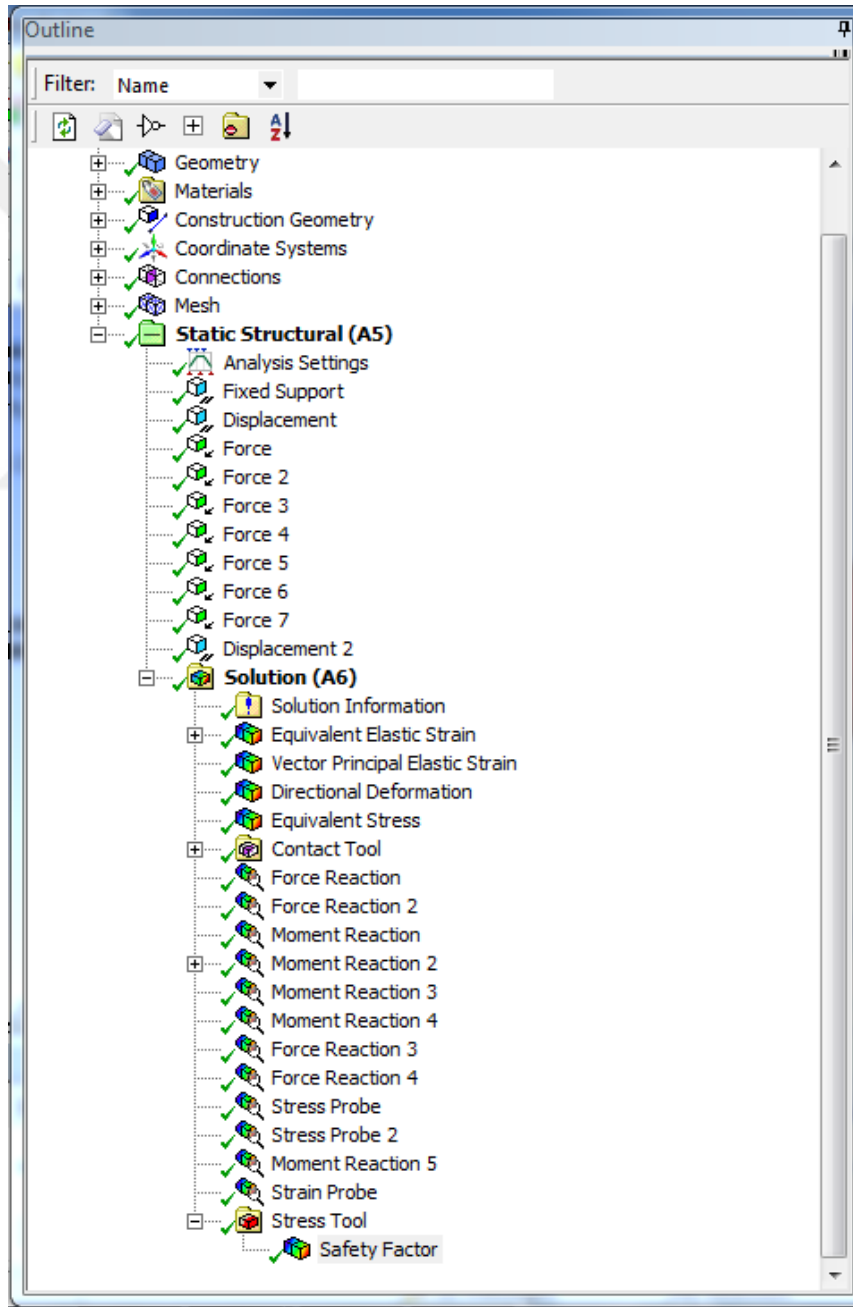 Outline
Filter: Name
Geometry
Materials
Construction Geometry
Coordinate Systems
Connections
Mesh
Static Structural (A5)
Analysis Settings
Fixed Support
Displacement
Force
Force 2
Force 3
Force 4
Force 5
Force 6
Force 7
Displacement 2
Solution (A6)
Solution Information
Equivalent Elastic Strain
Vector Principal Elastic Strain
Directional Deformation
Equivalent Stress
Contact Tool
Force Reaction
Force Reaction 2
Moment Reaction
Moment Reaction 2
Moment Reaction 3
Moment Reaction 4
Force Reaction 3
Force Reaction 4
Stress Probe
Stress Probe 2
Moment Reaction 5
Strain Probe
Stress Tool
Safety Factor